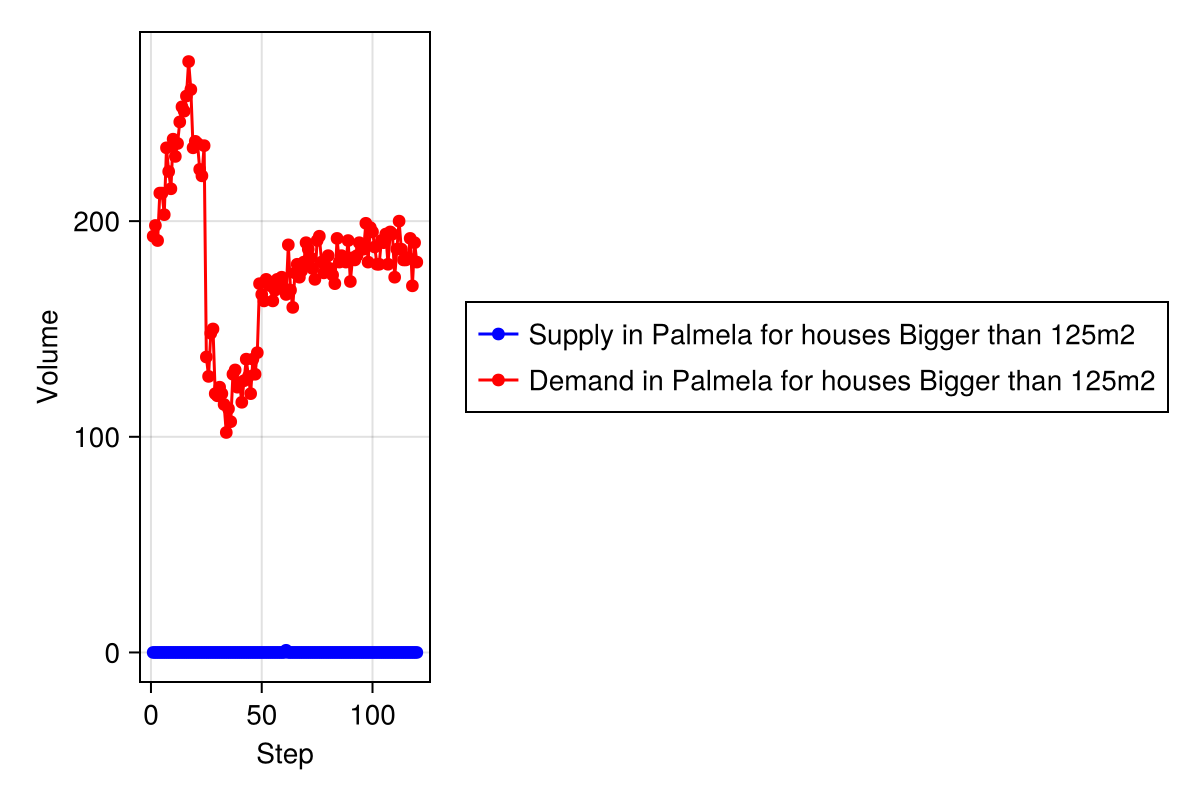 Volume
200
100
0
0 50 100
Step
Supply in Palmela for houses Bigger than 125m2
Demand in Palmela for houses Bigger than 125m2